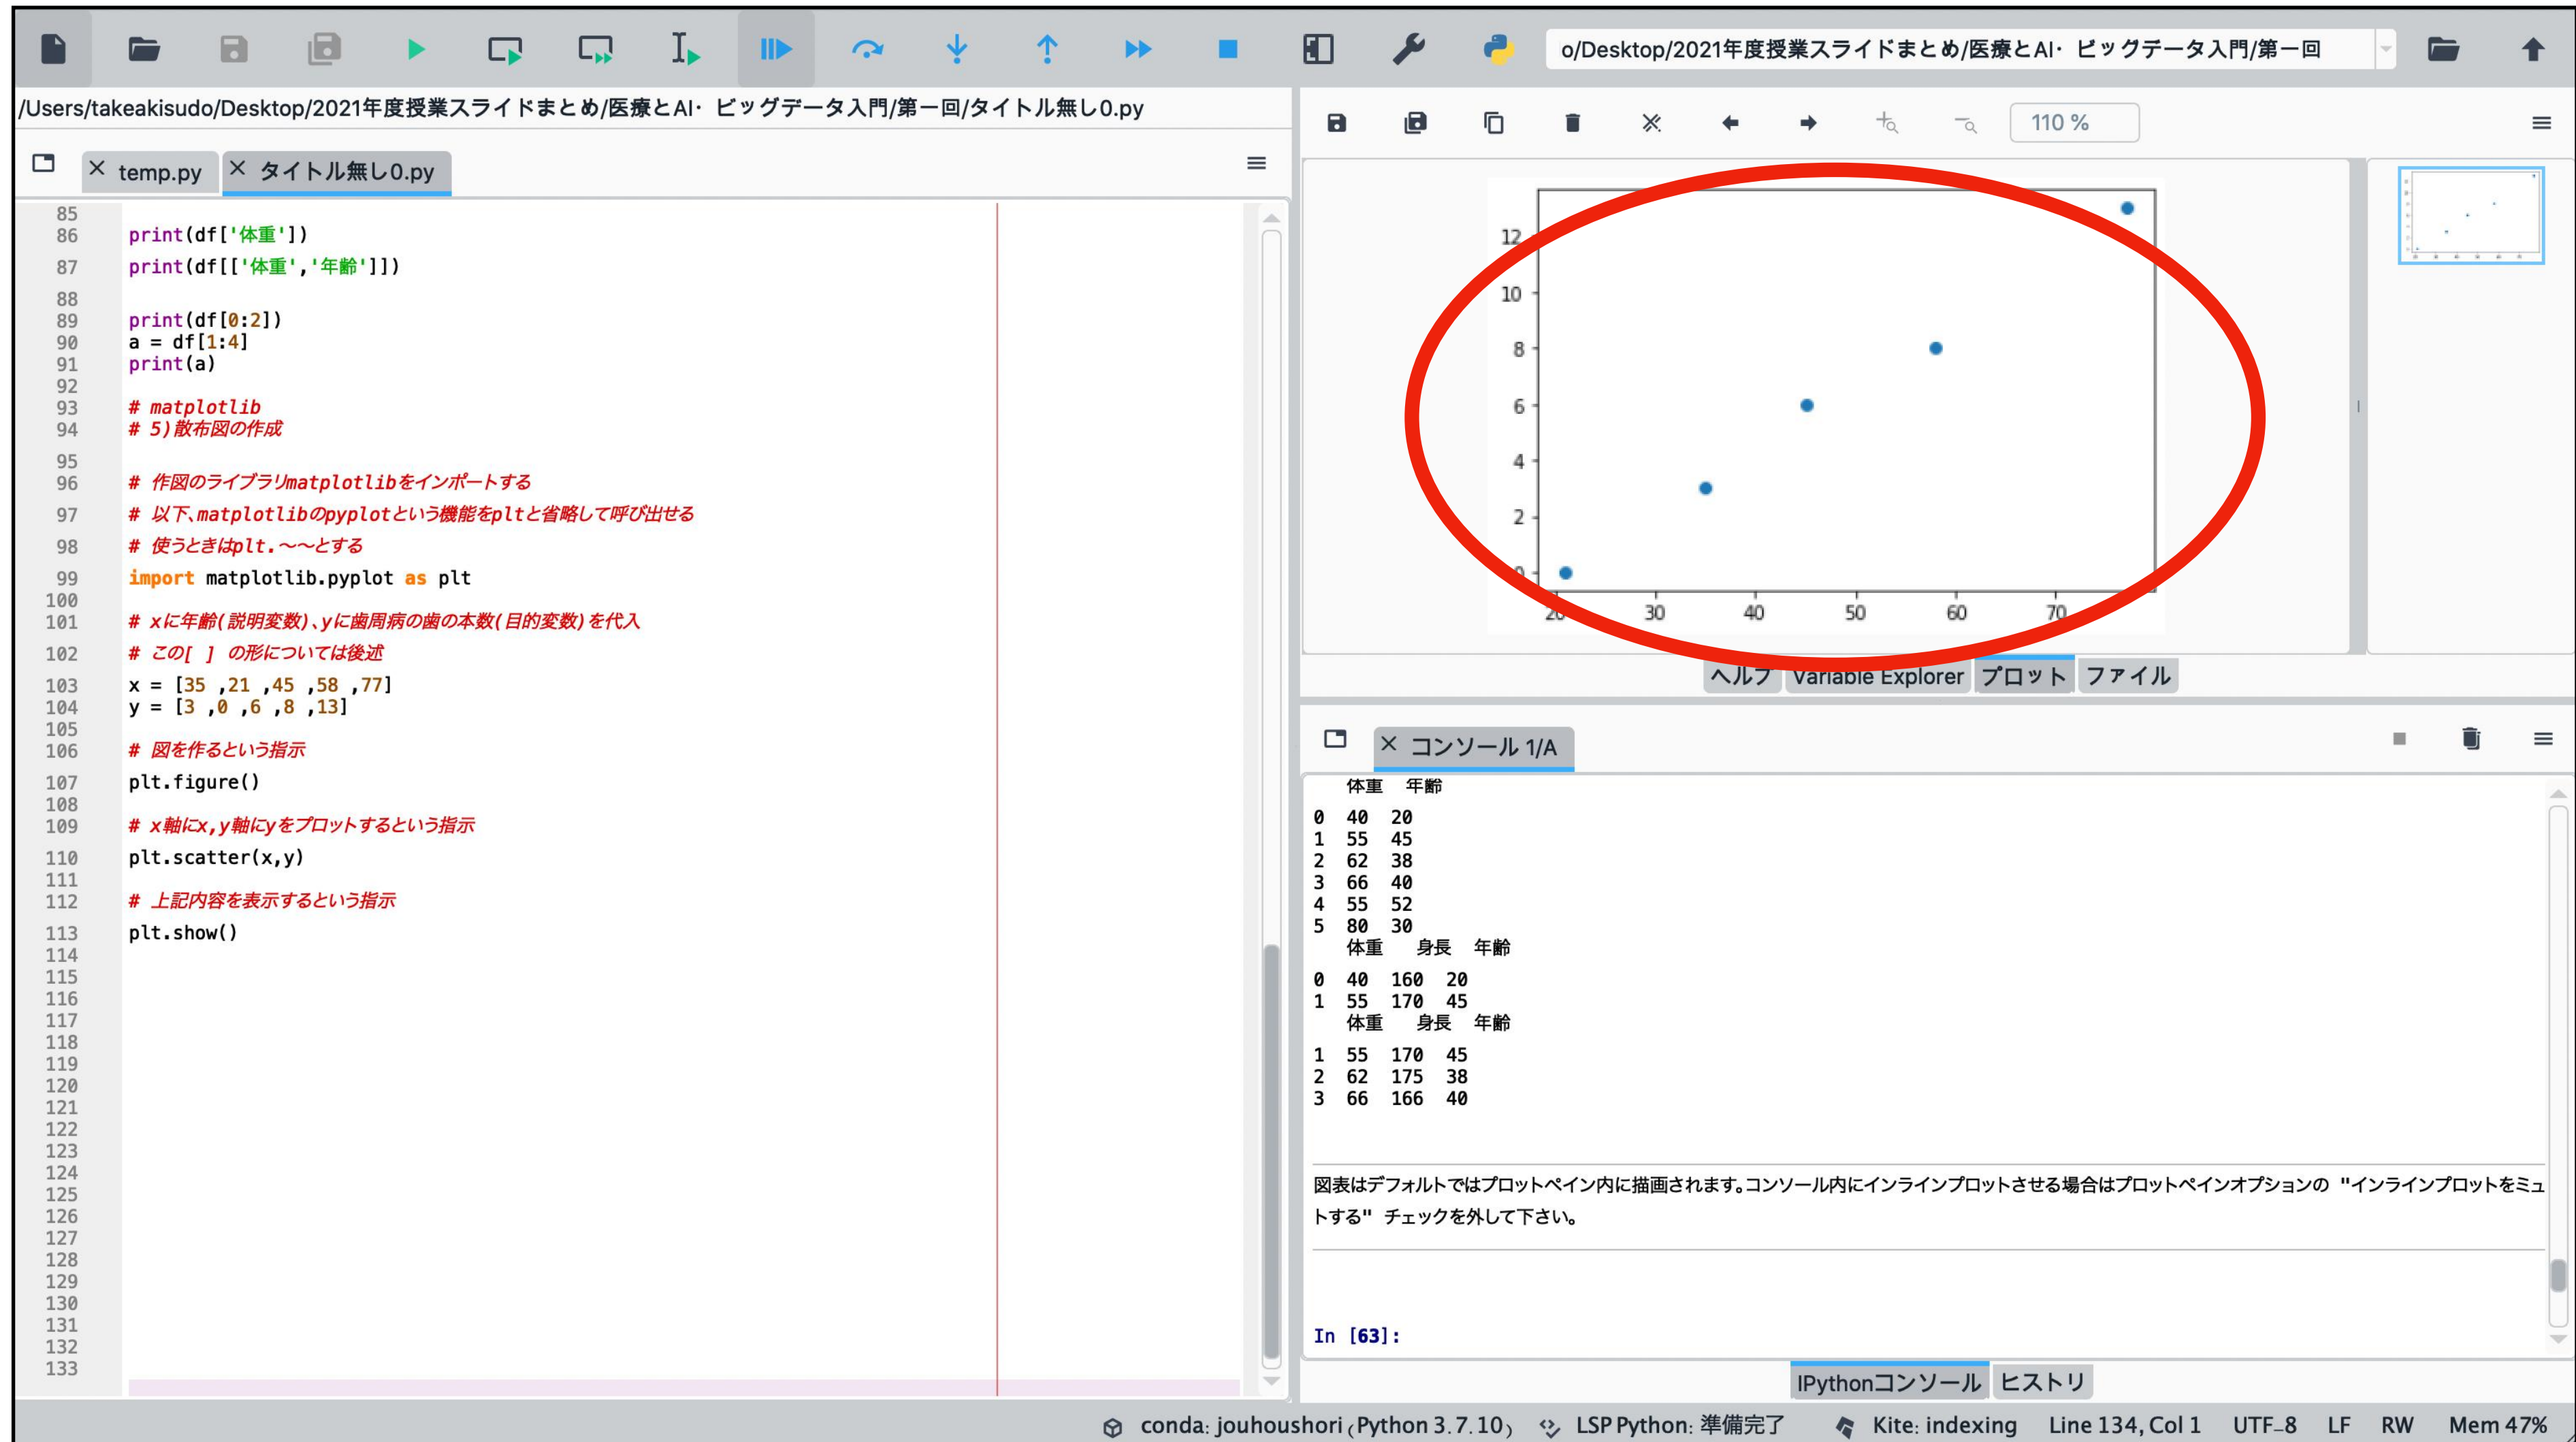 o/Desktop/2021年度授業スライドまとめ/医療とAI・ビッグデータ入門/第一回
/Users/takeakisudo/Desktop/2021年度授業スライドまとめ/医療とAI・ビッグデータ入門/第一回/タイトル無し0.py
temp.py
タイトル無し0.py
85
86 print(df['体重'])
87 print(df[['体重','年齢']])
88
89 print(df[0:2])
90 a = df[1:4]
91 print(a)
92
93 # matplotlib
94 # 5)散布図の作成
95
96 # 作図のライブラリmatplotlibをインポートする
97 # 以下、matplotlibのpyplotという機能をpltと省略して呼び出せる
98 # 使うときはplt.〜〜とする
99 import matplotlib.pyplot as plt
100
101 # xに年齢(説明変数)、yに歯周病の歯の本数(目的変数)を代入
102 # この[ ] の形については後述
103 x = [35 ,21 ,45 ,58 ,77]
104 y = [3 ,0 ,6 ,8 ,13]
105
106 # 図を作るという指示
107 plt.figure()
108
109 # x軸にx,y軸にyをプロットするという指示
110 plt.scatter(x,y)
111
112 # 上記内容を表示するという指示
113 plt.show()
114
115
116
117
118
119
120
121
122
123
124
125
126
127
128
129
130
131
132
133
110 %
12
10
8
6
4
2
0
20 30 40 50 60 70
ヘルプ Variable Explorer プロット ファイル
コンソール 1/A
体重 年齢
0 40 20
1 55 45
2 62 38
3 66 40
4 55 52
5 80 30
体重 身長 年齢
0 40 160 20
1 55 170 45
体重 身長 年齢
1 55 170 45
2 62 175 38
3 66 166 40
図表はデフォルトではプロットペイン内に描画されます。コンソール内にインラインプロットさせる場合はプロットペインオプションの "インラインプロットをミュ
トする" チェックを外して下さい。
In [63]:
IPythonコンソール ヒストリ
conda: jouhoushori (Python 3.7.10) LSP Python: 準備完了 Kite: indexing Line 134, Col 1 UTF-8 LF RW Mem 47%